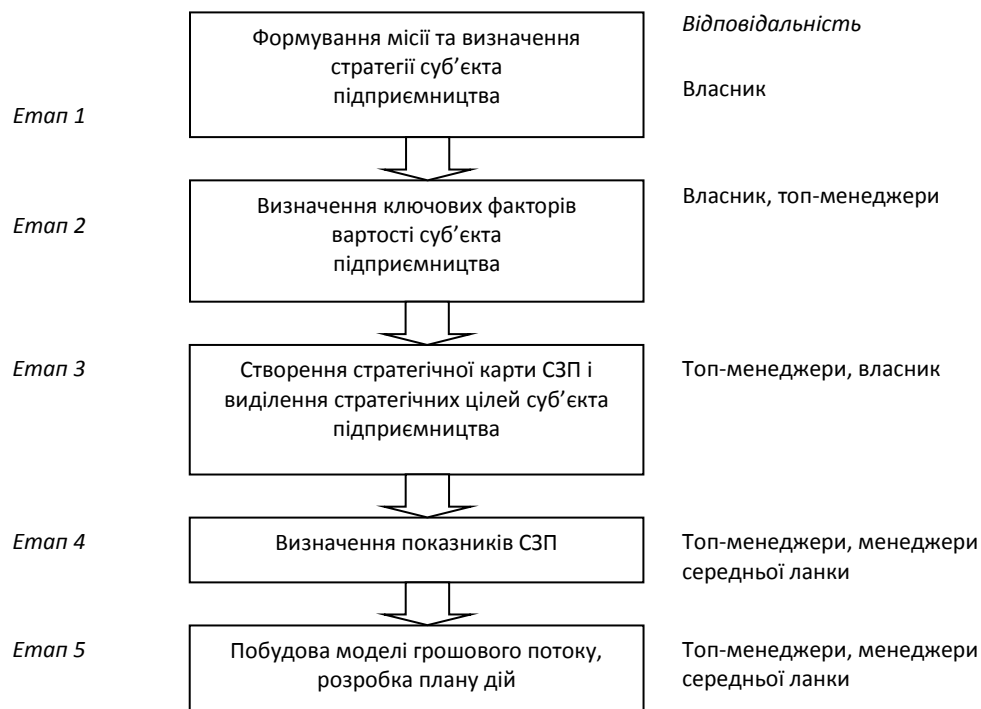 Відповідальність
Формування місії та визначення
стратегії суб’єкта
підприємництва
Власник
Етап 1
Власник, топ-менеджери
Визначення ключових факторів
вартості суб’єкта
підприємництва
Етап 2
Етап 3
Створення стратегічної карти СЗП і
виділення стратегічних цілей суб’єкта
підприємництва
Топ-менеджери, власник
Етап 4
Визначення показників СЗП
Топ-менеджери, менеджери
середньої ланки
Етап 5
Побудова моделі грошового потоку,
розробка плану дій
Топ-менеджери, менеджери
середньої ланки